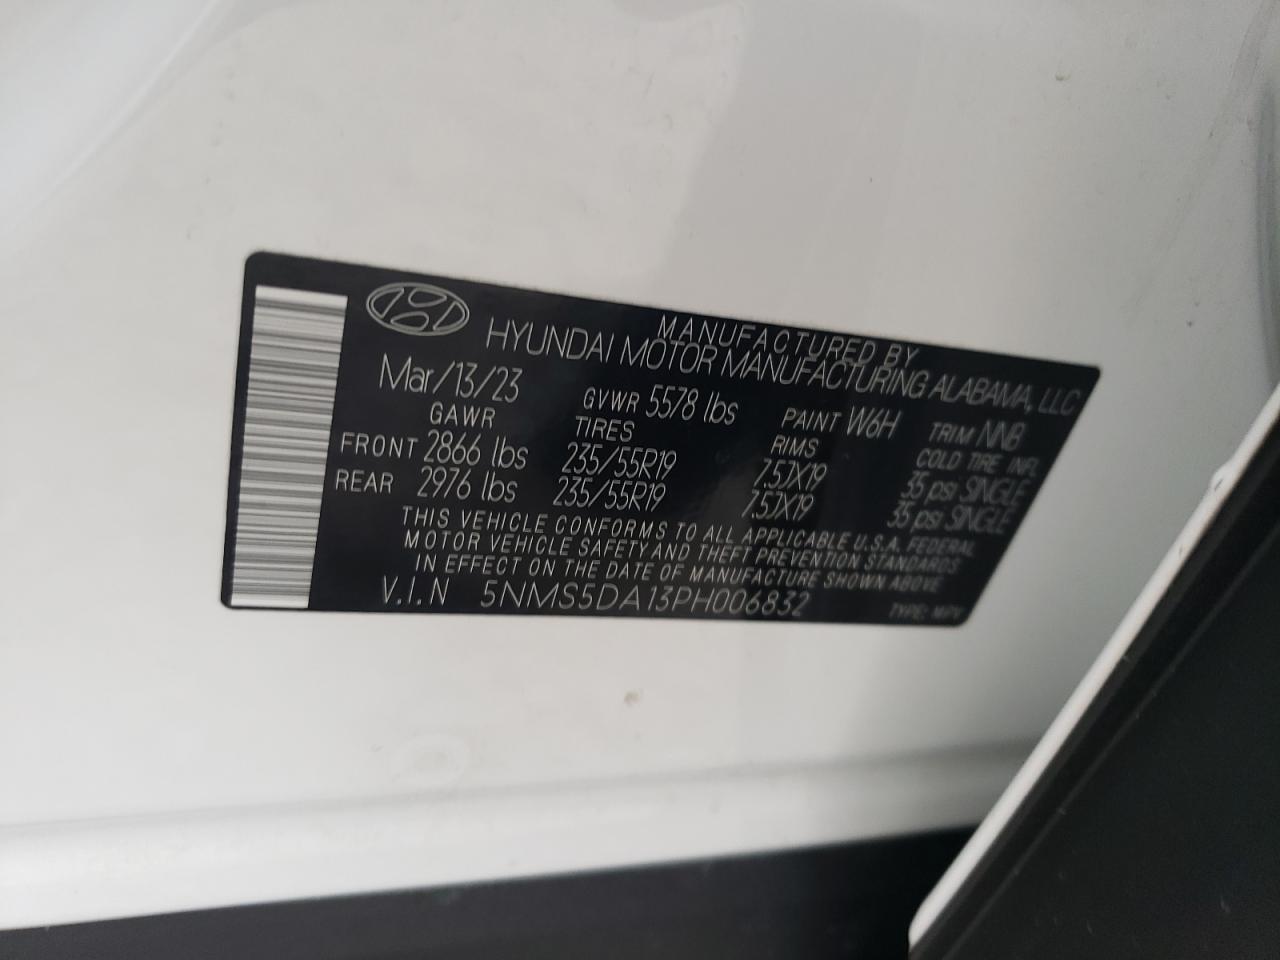 MANUFACTURED BY
HYUNDAI MOTOR MANUFACTURING ALABAMA, LLC
Mar/13/23 GVWR 5578 lbs PAINT W6H TRIM NNB
GAWR TIRES RIMS COLD TIRE INFL
FRONT 2866 lbs 235/55R19 7.5JX19 35 psi SINGLE
REAR 2976 lbs 235/55R19 7.5JX19 35 psi SINGLE
THIS VEHICLE CONFORMS TO ALL APPLICABLE U.S.A. FEDERAL
MOTOR VEHICLE SAFETY AND THEFT PREVENTION STANDARDS
IN EFFECT ON THE DATE OF MANUFACTURE SHOWN ABOVE
V.I.N 5NMS5DA13PH006832 TYPE: MPV